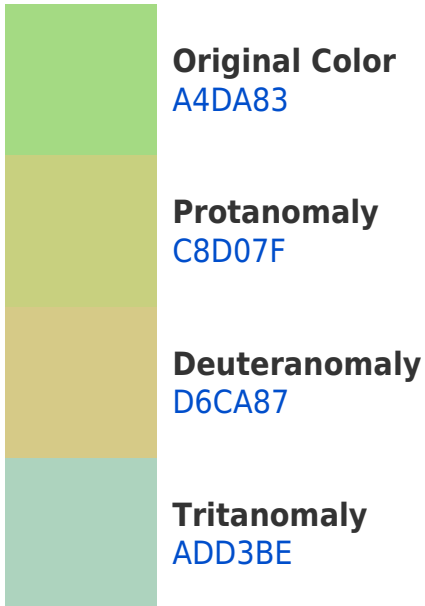 Original Color
A4DA83
Protanomaly
C8D07F
Deuteranomaly
D6CA87
Tritanomaly
ADD3BE